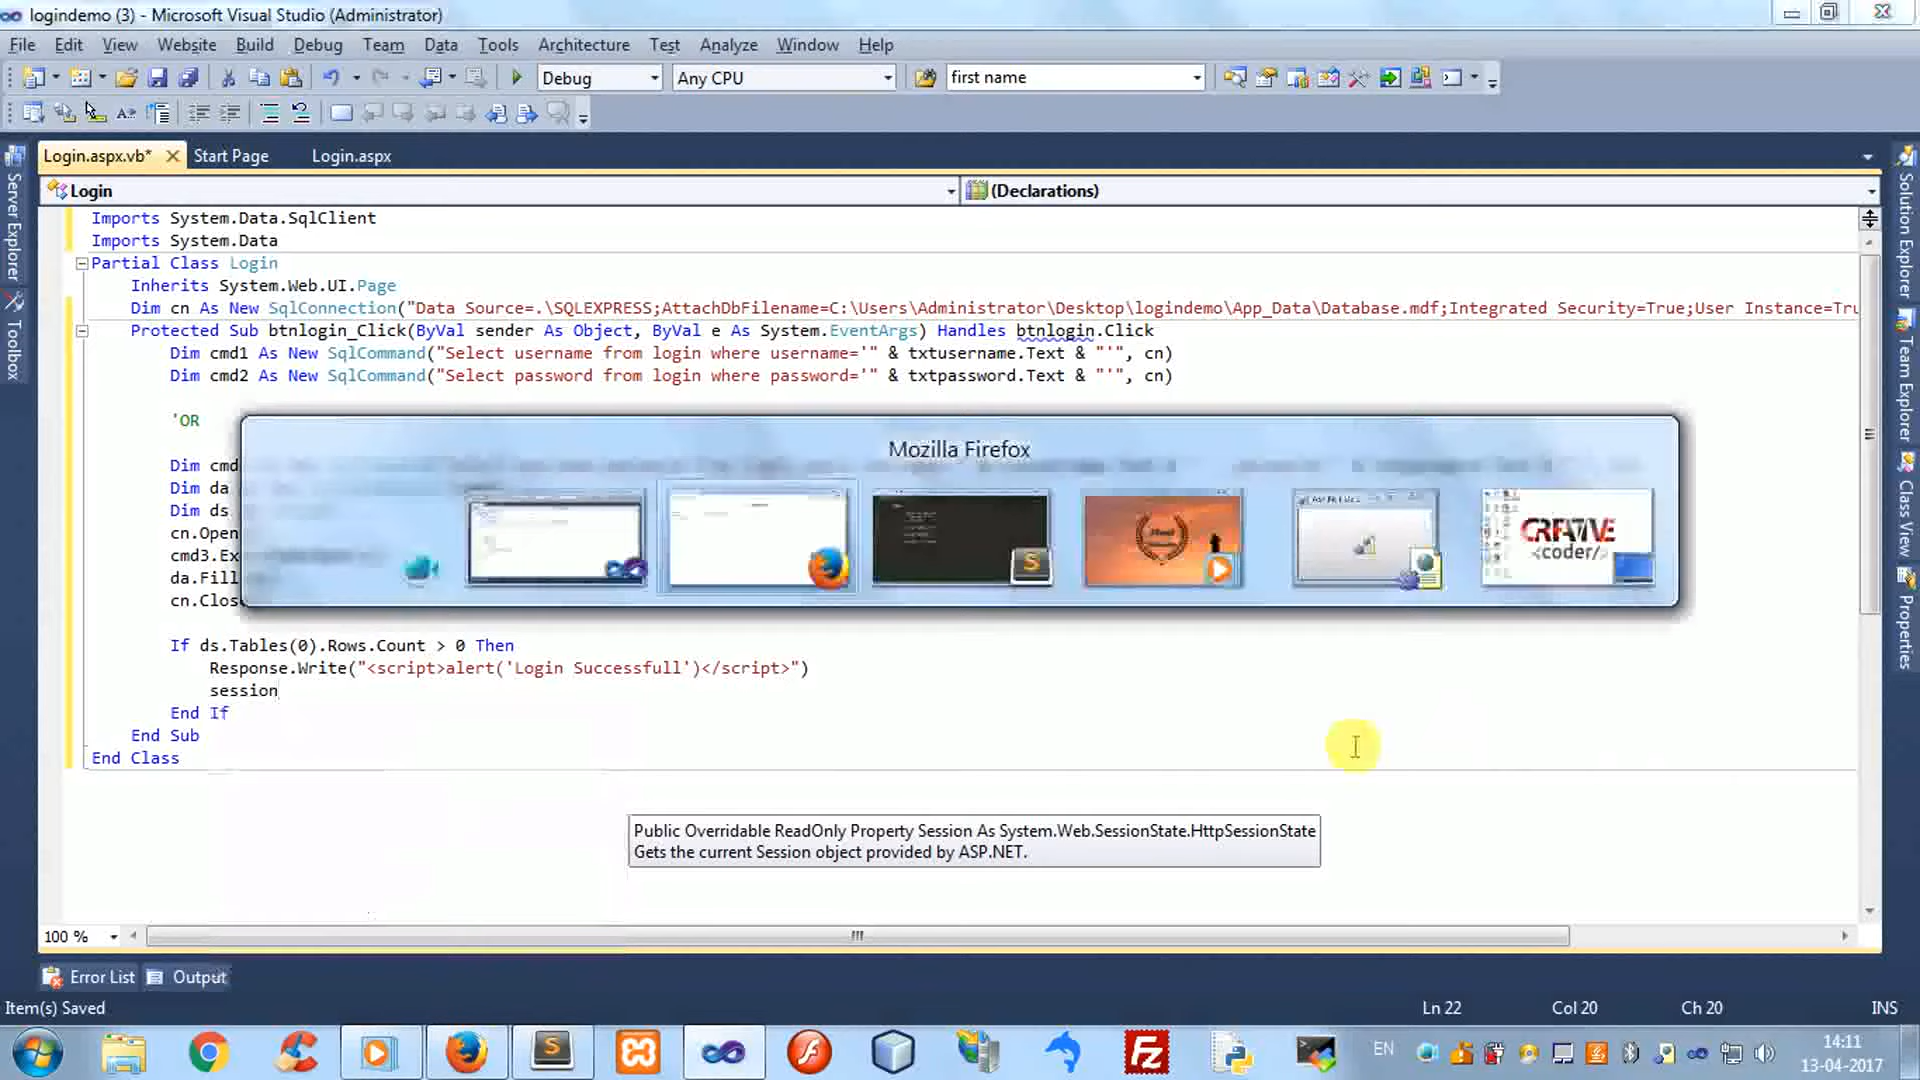 logindemo (3) - Microsoft Visual Studio (Administrator)
File Edit View Website Build Debug Team Data Tools Architecture Test Analyze Window Help
Debug Any CPU first name
Login.aspx.vb* Start Page Login.aspx
Login (Declarations)
Server Explorer
Toolbox
Imports System.Data.SqlClient
Imports System.Data
Partial Class Login
Inherits System.Web.UI.Page
Dim cn As New SqlConnection("Data Source=.\SQLEXPRESS;AttachDbFilename=C:\Users\Administrator\Desktop\logindemo\App_Data\Database.mdf;Integrated Security=True;User Instance=Tru
Protected Sub btnlogin_Click(ByVal sender As Object, ByVal e As System.EventArgs) Handles btnlogin.Click
Dim cmd1 As New SqlCommand("Select username from login where username='" & txtusername.Text & "'", cn)
Dim cmd2 As New SqlCommand("Select password from login where password='" & txtpassword.Text & "'", cn)
'OR
Mozilla Firefox
Dim cmd
Dim da
Dim ds
cn.Open
cmd3.Ex
da.Fill
cn.Clos
CREATIVE
<coder/>
If ds.Tables(0).Rows.Count > 0 Then
Response.Write("<script>alert('Login Successfull')</script>")
session
End If
End Sub
End Class
Public Overridable ReadOnly Property Session As System.Web.SessionState.HttpSessionState
Gets the current Session object provided by ASP.NET.
Solution Explorer
Team Explorer
Class View
Properties
100 %
Error List Output
Item(s) Saved Ln 22 Col 20 Ch 20 INS
EN
14:11
13-04-2017